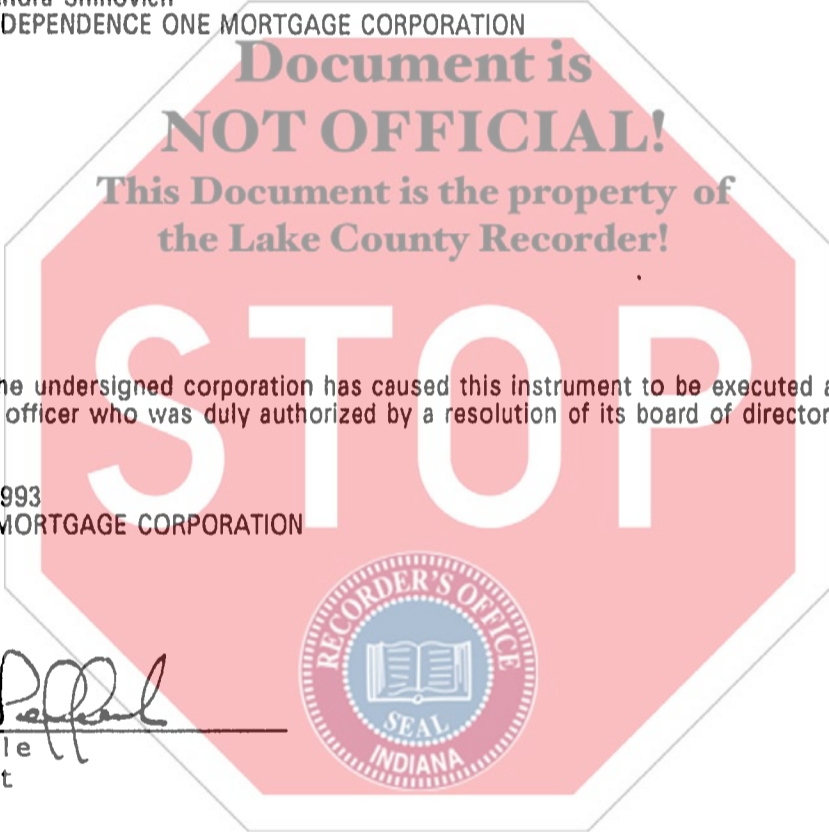 DEPENDENCE ONE MORTGAGE CORPORATION
Document is
NOT OFFICIAL!
This Document is the property of
the Lake County Recorder!
STOP
he undersigned corporation has caused this instrument to be executed a
officer who was duly authorized by a resolution of its board of director
993
MORTGAGE CORPORATION
RECORDER'S OFFICE
SEAL
INDIANA
le
t